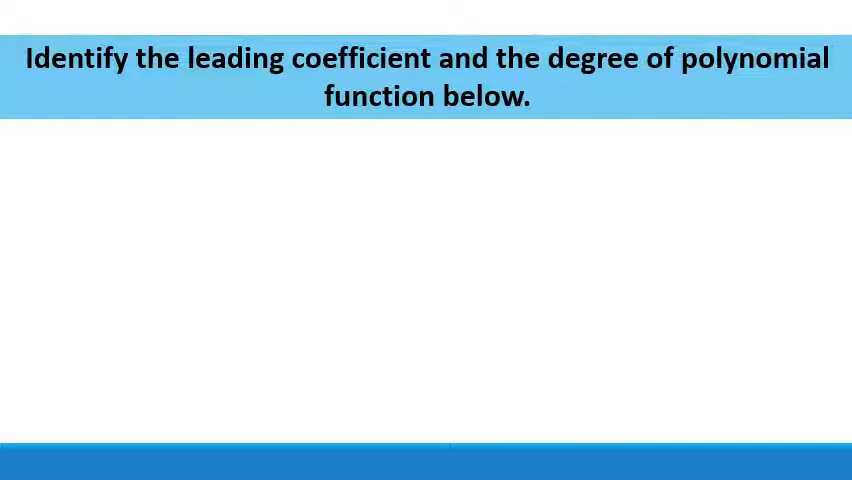 Identify the leading coefficient and the degree of polynomial
function below.